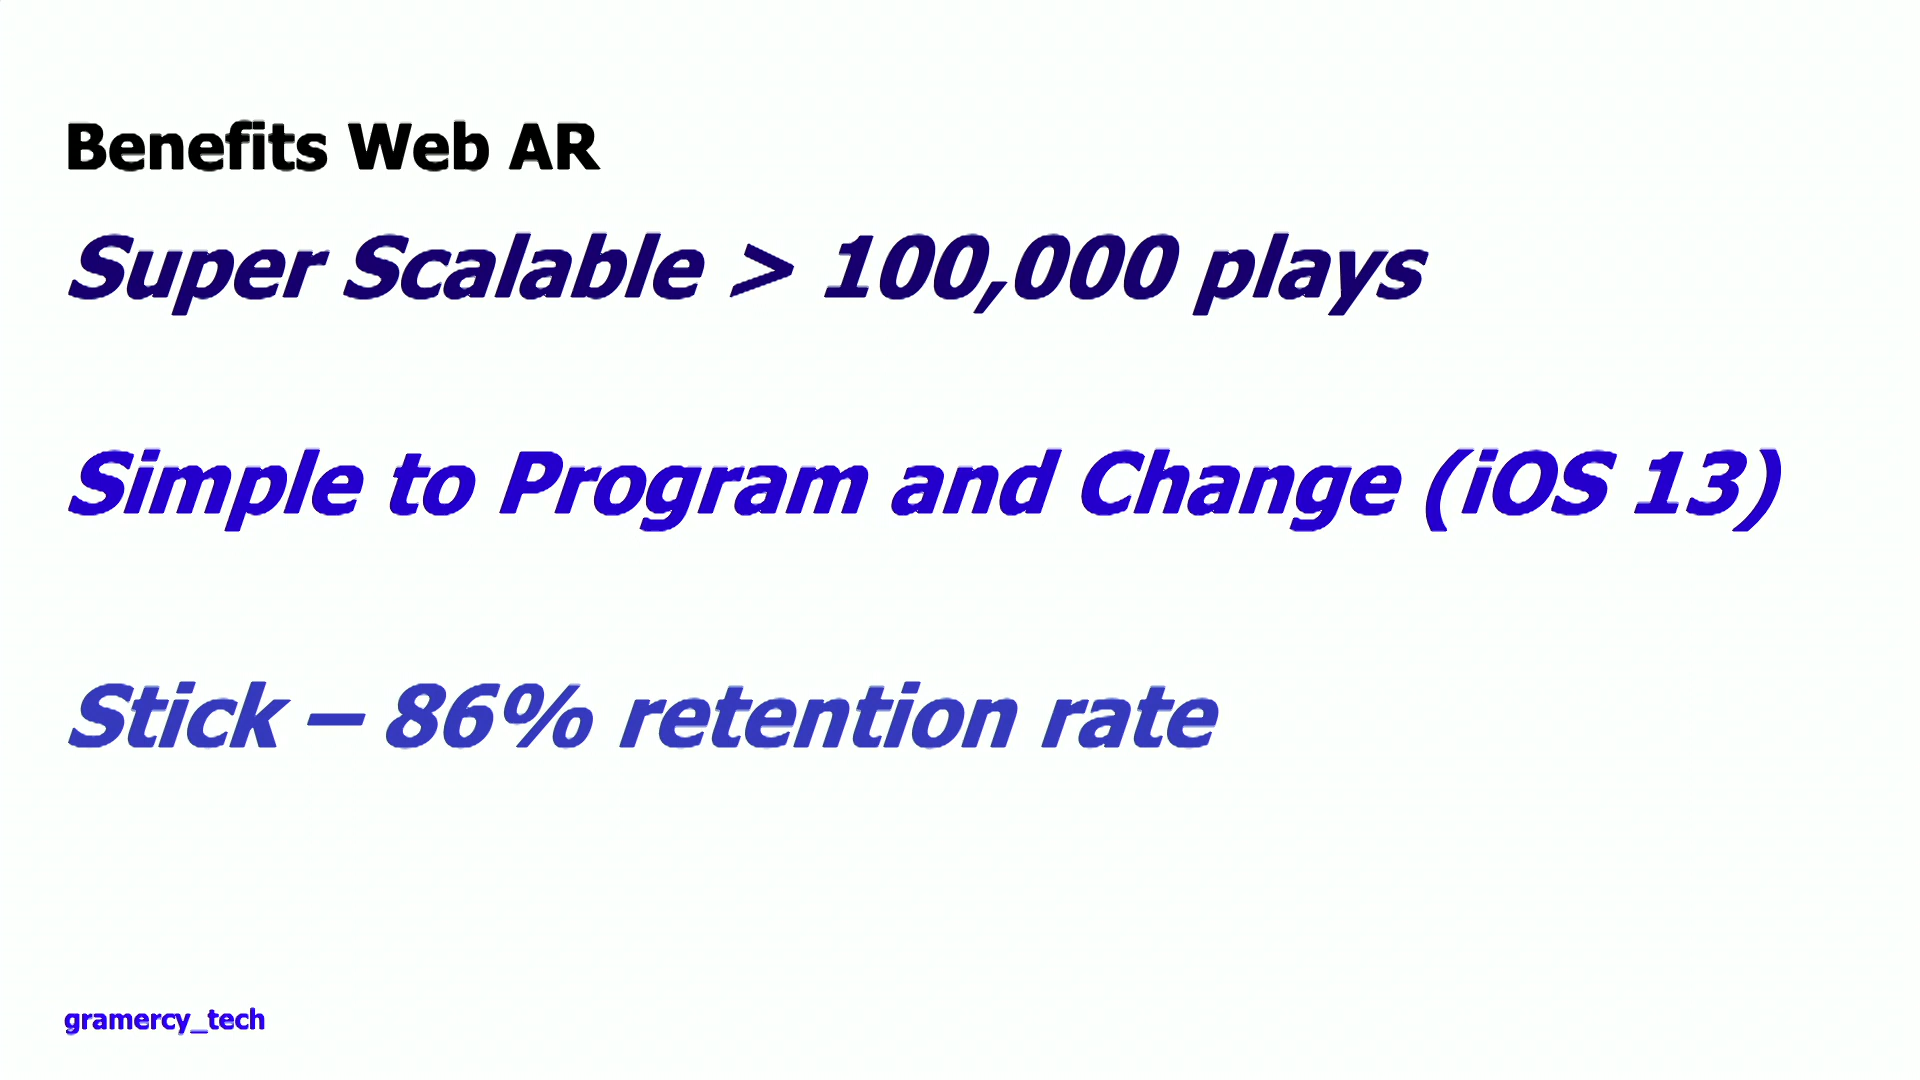 Benefits Web AR
Super Scalable > 100,000 plays
Simple to Program and Change (iOS 13)
Stick – 86% retention rate
gramercy_tech